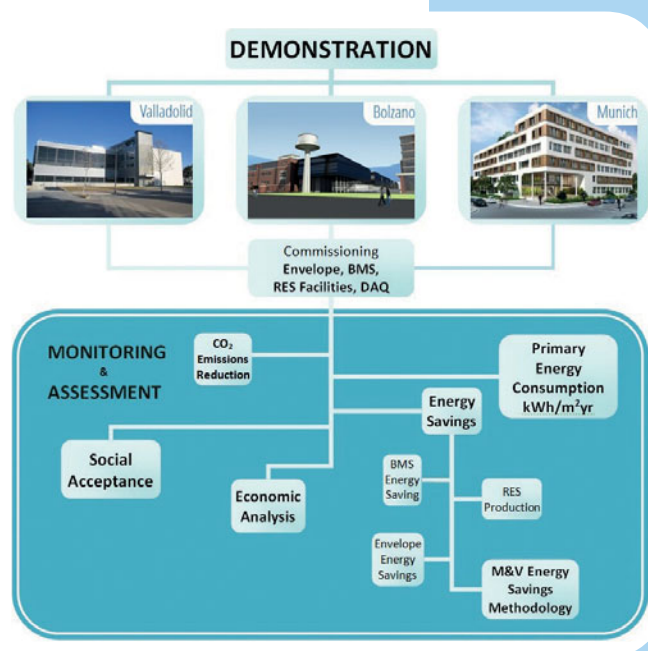 DEMONSTRATION
Valladolid
Bolzano
Munich
Commissioning
Envelope, BMS,
RES Facilities, DAQ
MONITORING
&
ASSESSMENT
CO₂
Emissions
Reduction
Primary
Energy
Consumption
kWh/m²yr
Energy
Savings
Social
Acceptance
Economic
Analysis
BMS
Energy
Saving
RES
Production
Envelope
Energy
Savings
M&V Energy
Savings
Methodology